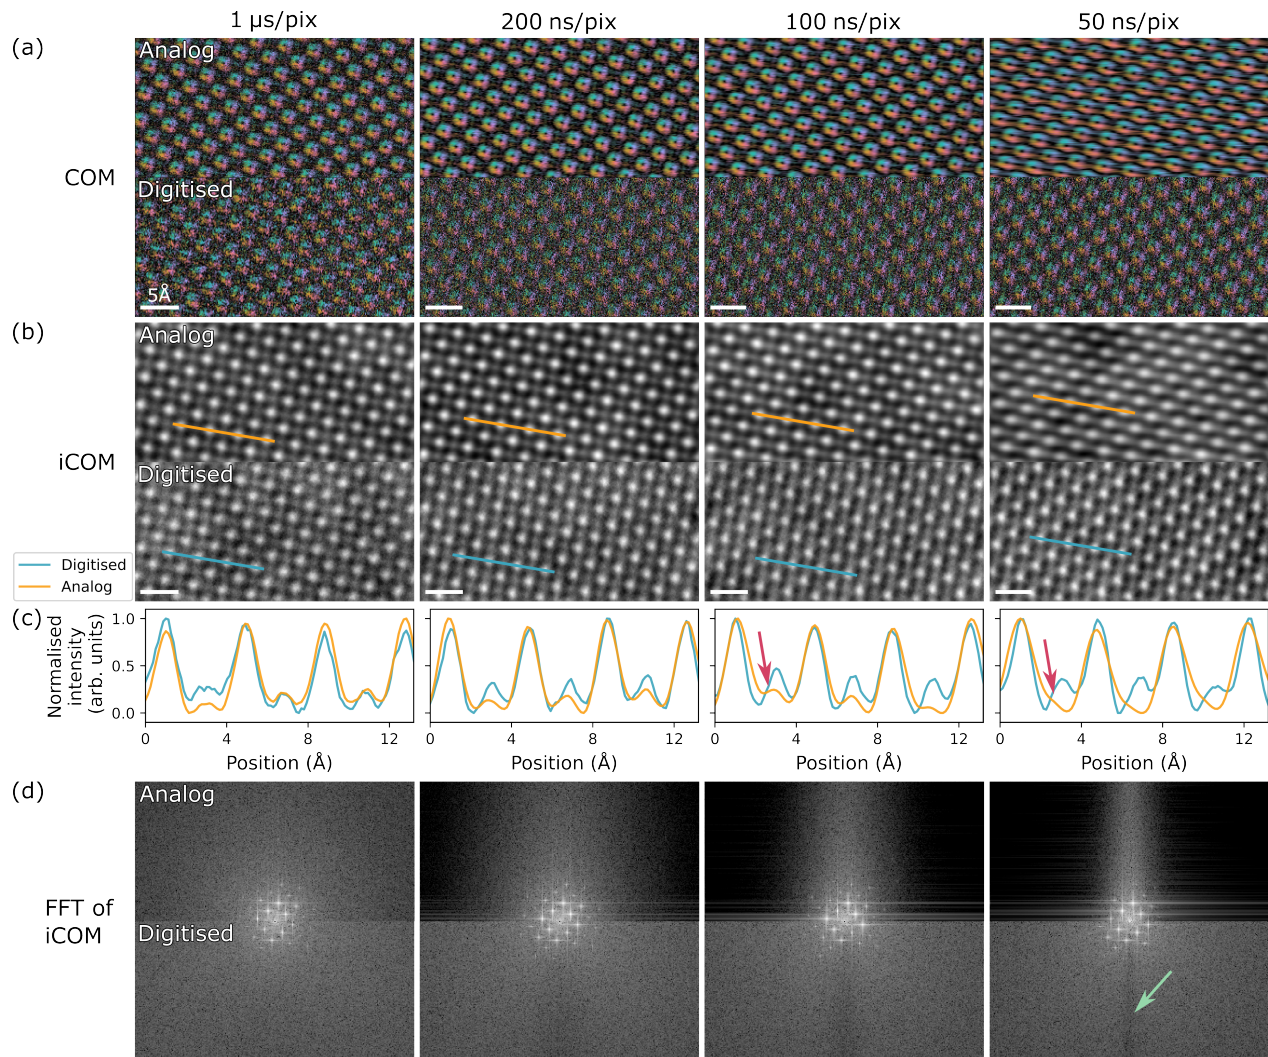 1 µs/pix 200 ns/pix 100 ns/pix 50 ns/pix
(a)
Analog
COM
Digitised
5Å
(b)
Analog
iCOM
Digitised
Digitised
Analog
(c)
Normalised
intensity
(arb. units)
1.0
0.5
0.0
0 4 8 12 0 4 8 12 0 4 8 12 0 4 8 12
Position (Å) Position (Å) Position (Å) Position (Å)
(d)
Analog
FFT of
iCOM
Digitised